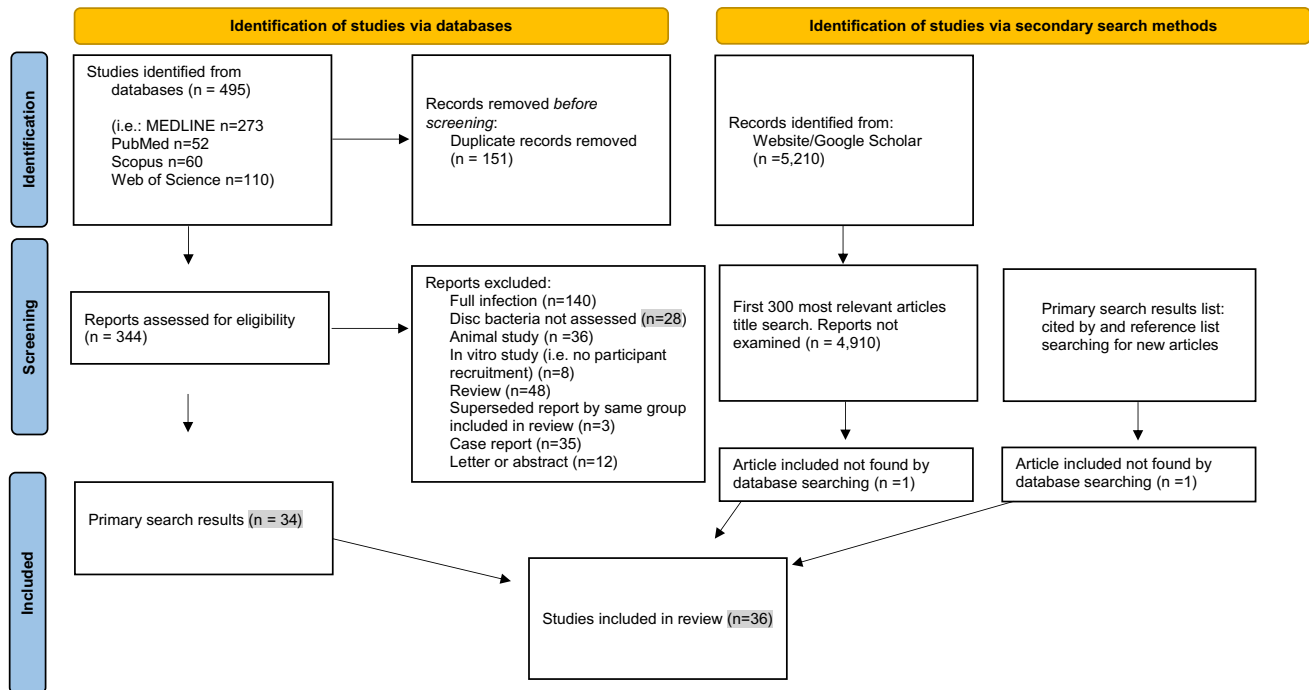 Identification of studies via databases
Identification of studies via secondary search methods
Identification
Studies identified from
databases (n = 495)
(i.e.: MEDLINE n=273
PubMed n=52
Scopus n=60
Web of Science n=110)
Records removed before
screening:
Duplicate records removed
(n = 151)
Records identified from:
Website/Google Scholar
(n =5,210)
Screening
Reports assessed for eligibility
(n = 344)
Reports excluded:
Full infection (n=140)
Disc bacteria not assessed (n=28)
Animal study (n =36)
In vitro study (i.e. no participant
recruitment) (n=8)
Review (n=48)
Superseded report by same group
included in review (n=3)
Case report (n=35)
Letter or abstract (n=12)
First 300 most relevant articles
title search. Reports not
examined (n = 4,910)
Primary search results list:
cited by and reference list
searching for new articles
Article included not found by
database searching (n =1)
Article included not found by
database searching (n =1)
Included
Primary search results (n = 34)
Studies included in review (n=36)